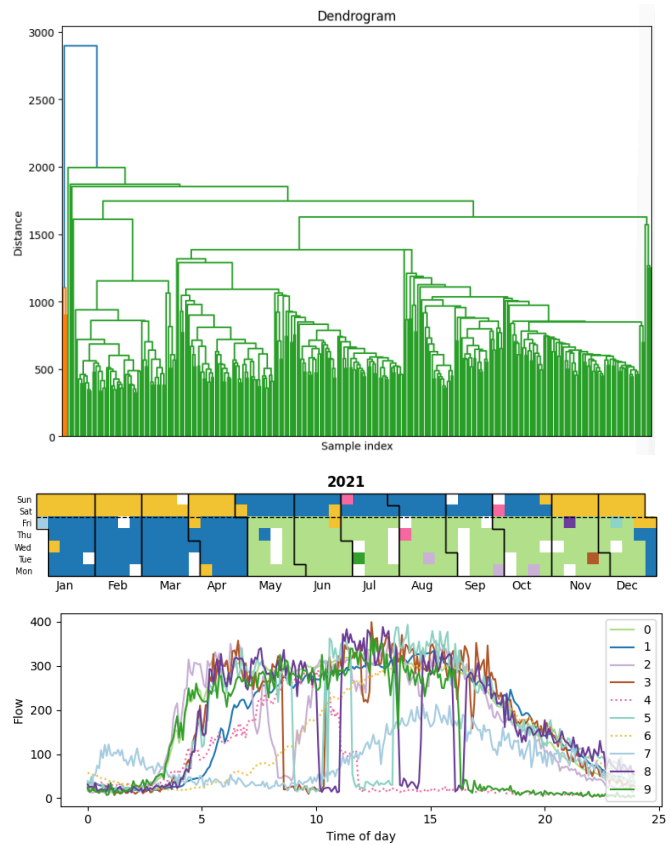 Dendrogram
3000
2500
2000
1500
1000
500
0
Distance
Sample index
2021
Sun
Sat
Fri
Thu
Wed
Tue
Mon
Jan Feb Mar Apr May Jun Jul Aug Sep Oct Nov Dec
400
300
200
100
0
Flow
0
1
2
3
4
5
6
7
8
9
0 5 10 15 20 25
Time of day